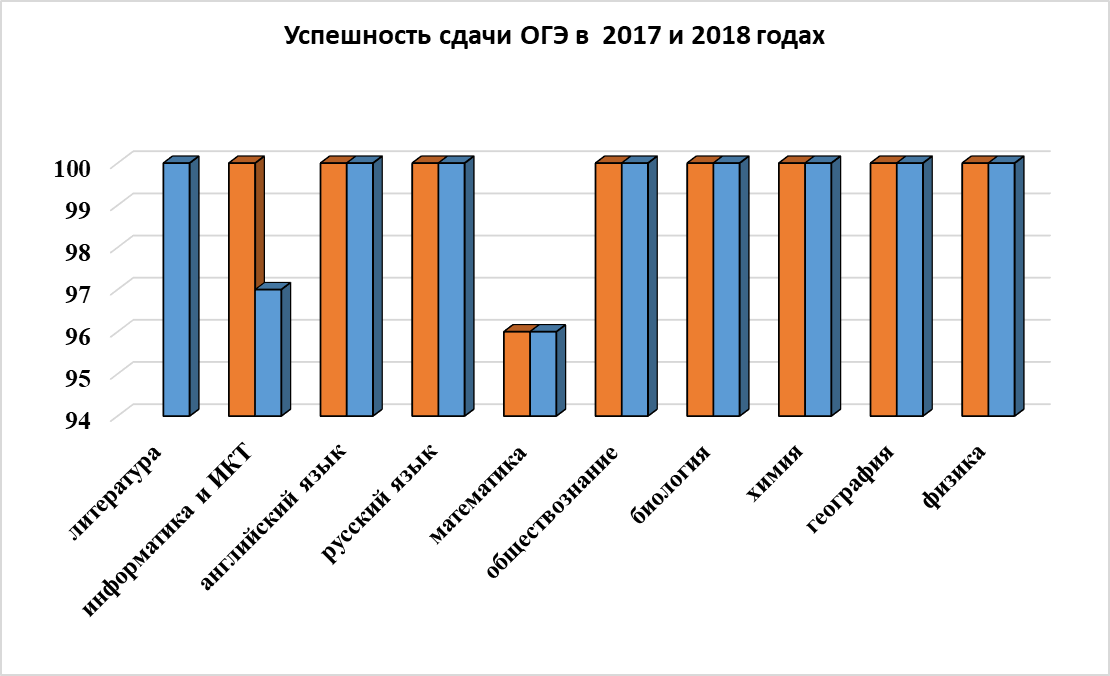 Успешность сдачи ОГЭ в  2017 и 2018 годах
100
99
98
97
96
95
94
литература
информатика и ИКТ
английский язык
русский язык
математика
обществознание
биология
химия
география
физика